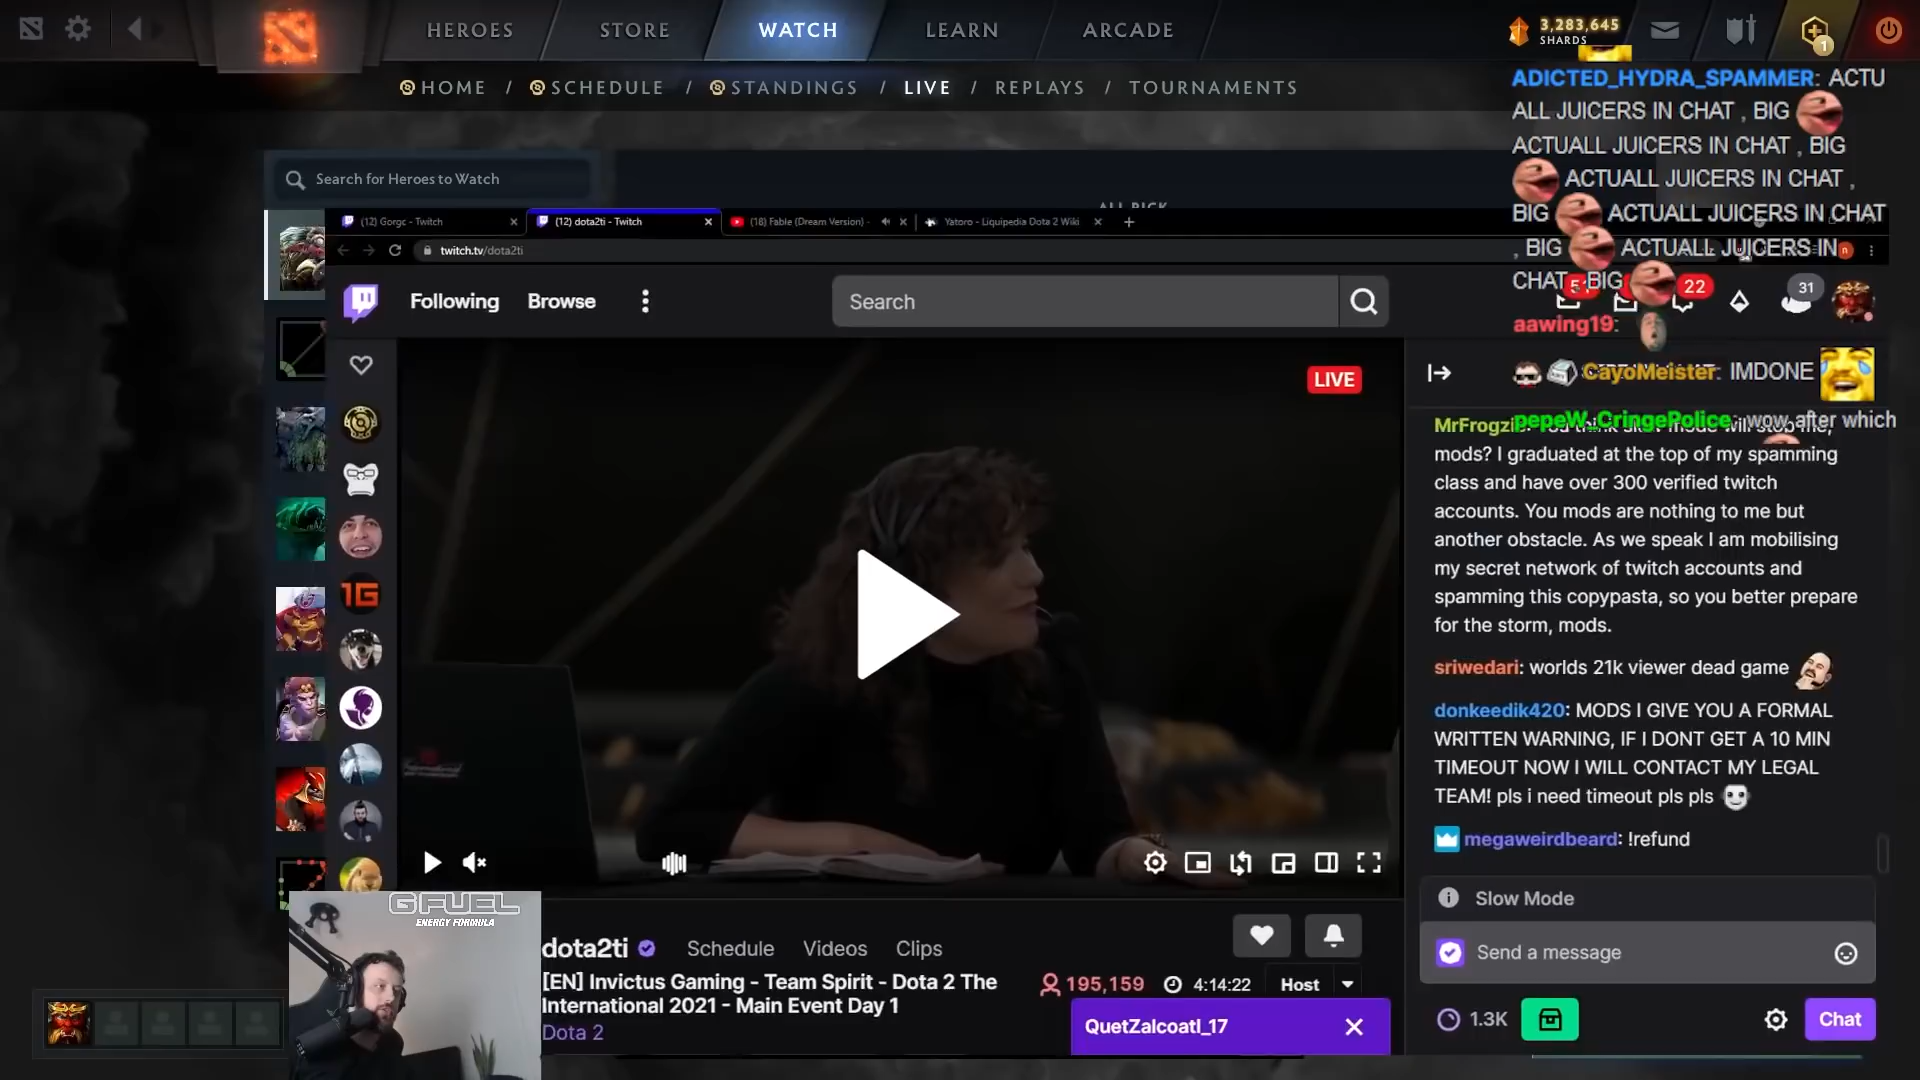 HEROES
STORE
WATCH
LEARN
ARCADE
3,283,645
SHARDS
1
HOME / SCHEDULE / STANDINGS / LIVE / REPLAYS / TOURNAMENTS
Search for Heroes to Watch
ALL PICK
ADICTED_HYDRA_SPAMMER: ACTU
ALL JUICERS IN CHAT , BIG
ACTUALL JUICERS IN CHAT , BIG
ACTUALL JUICERS IN CHAT ,
BIG ACTUALL JUICERS IN CHAT
, BIG ACTUALL JUICERS IN
CHAT , BIG
aawing19:
CayoMeister: IMDONE
pepeW_CringePolice: wow after which
(12) Gorgc - Twitch
(12) dota2ti - Twitch
(18) Fable (Dream Version) -
Yatoro - Liquipedia Dota 2 Wiki
twitch.tv/dota2ti
Following
Browse
Search
22
31
LIVE
1G
mods? I graduated at the top of my spamming
class and have over 300 verified twitch
accounts. You mods are nothing to me but
another obstacle. As we speak I am mobilising
my secret network of twitch accounts and
spamming this copypasta, so you better prepare
for the storm, mods.
sriwedari: worlds 21k viewer dead game
donkeedik420: MODS I GIVE YOU A FORMAL
WRITTEN WARNING, IF I DONT GET A 10 MIN
TIMEOUT NOW I WILL CONTACT MY LEGAL
TEAM! pls i need timeout pls pls
megaweirdbeard: !refund
Slow Mode
Send a message
1.3K
Chat
GFUEL
ENERGY FORMULA
dota2ti
Schedule
Videos
Clips
[EN] Invictus Gaming - Team Spirit - Dota 2 The
International 2021 - Main Event Day 1
Dota 2
195,159
4:14:22
Host
QuetZalcoatl_17